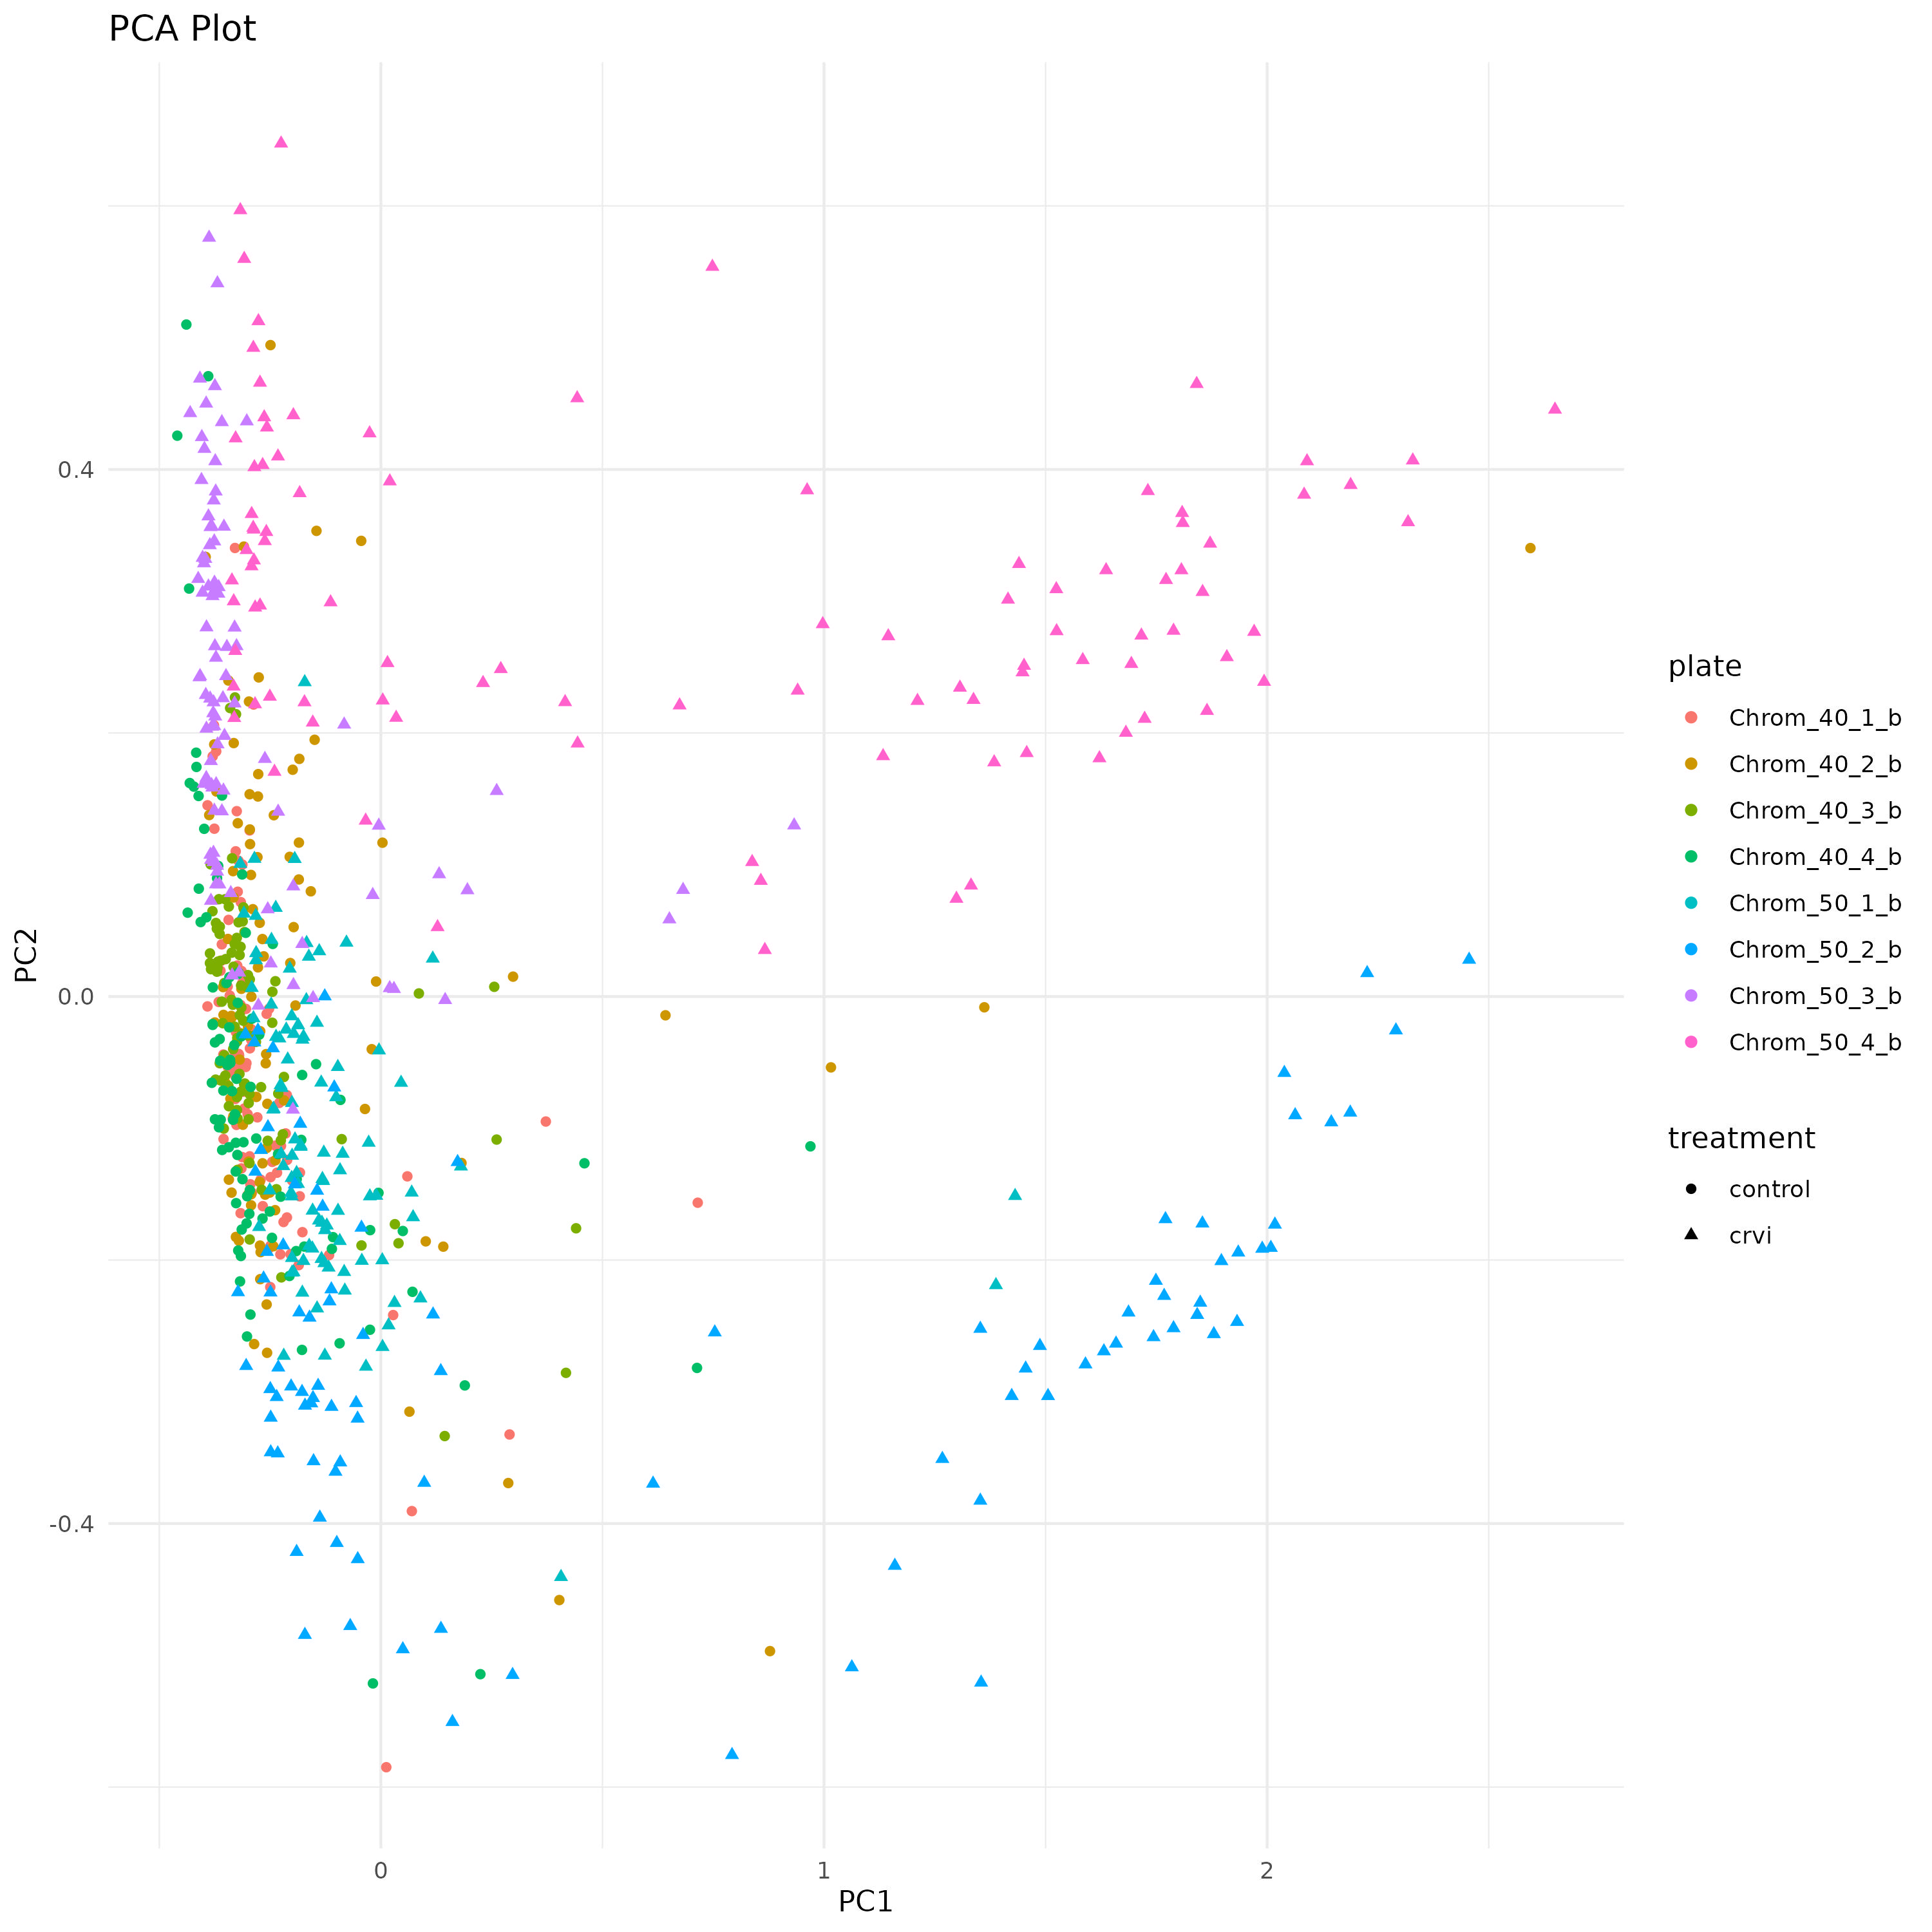 PCA Plot
0.4
0.0
-0.4
PC2
0
1
2
PC1
plate
Chrom_40_1_b
Chrom_40_2_b
Chrom_40_3_b
Chrom_40_4_b
Chrom_50_1_b
Chrom_50_2_b
Chrom_50_3_b
Chrom_50_4_b
treatment
control
crvi